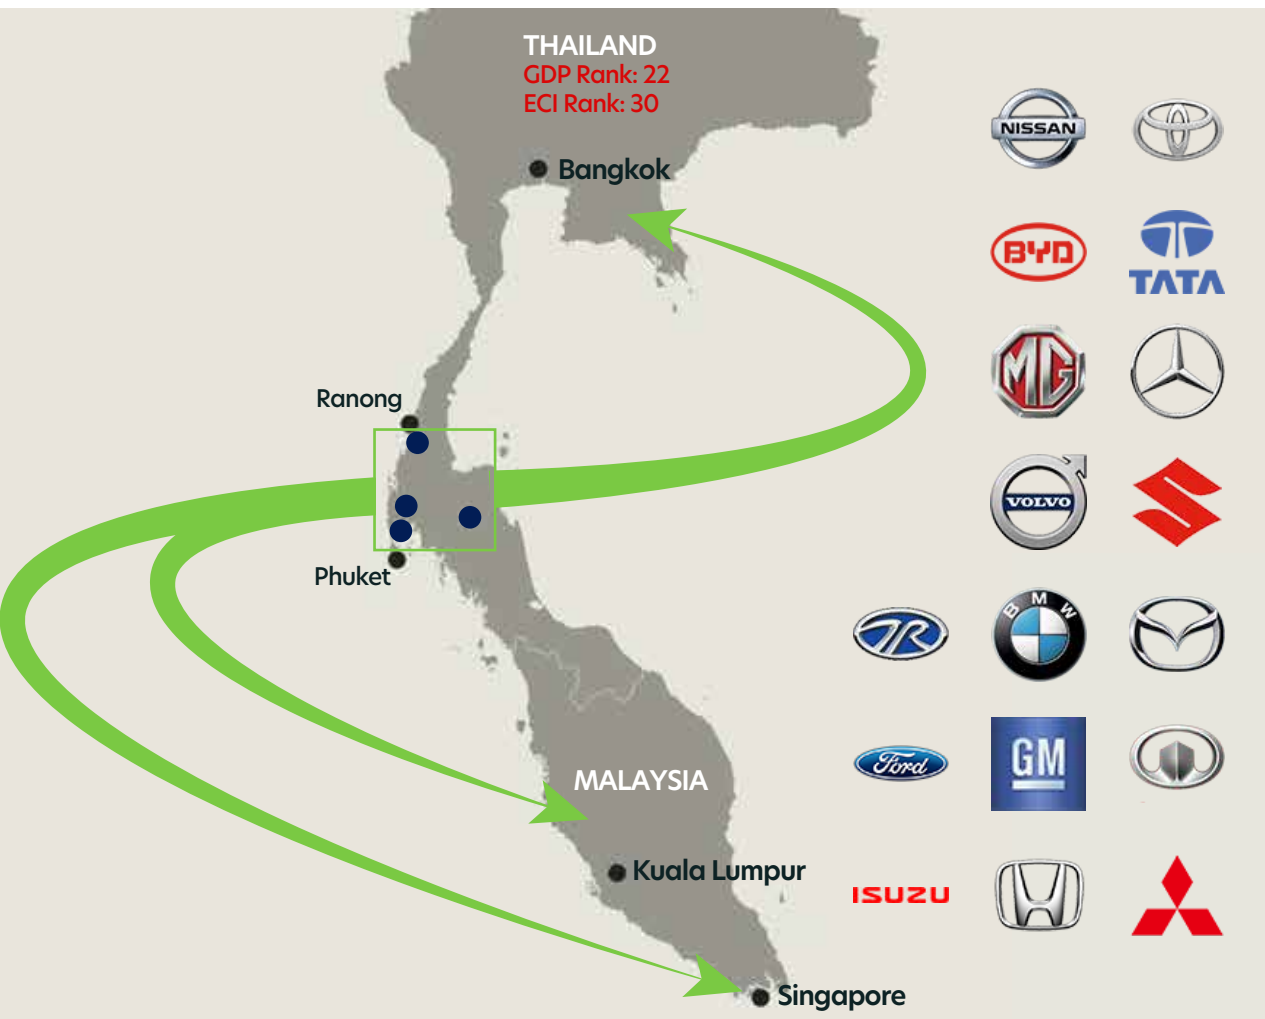 THAILAND
GDP Rank: 22
ECI Rank: 30
Bangkok
Ranong
Phuket
MALAYSIA
Kuala Lumpur
Singapore
NISSAN
BYD
TATA
MG
VOLVO
TR
BMW
Ford
GM
ISUZU